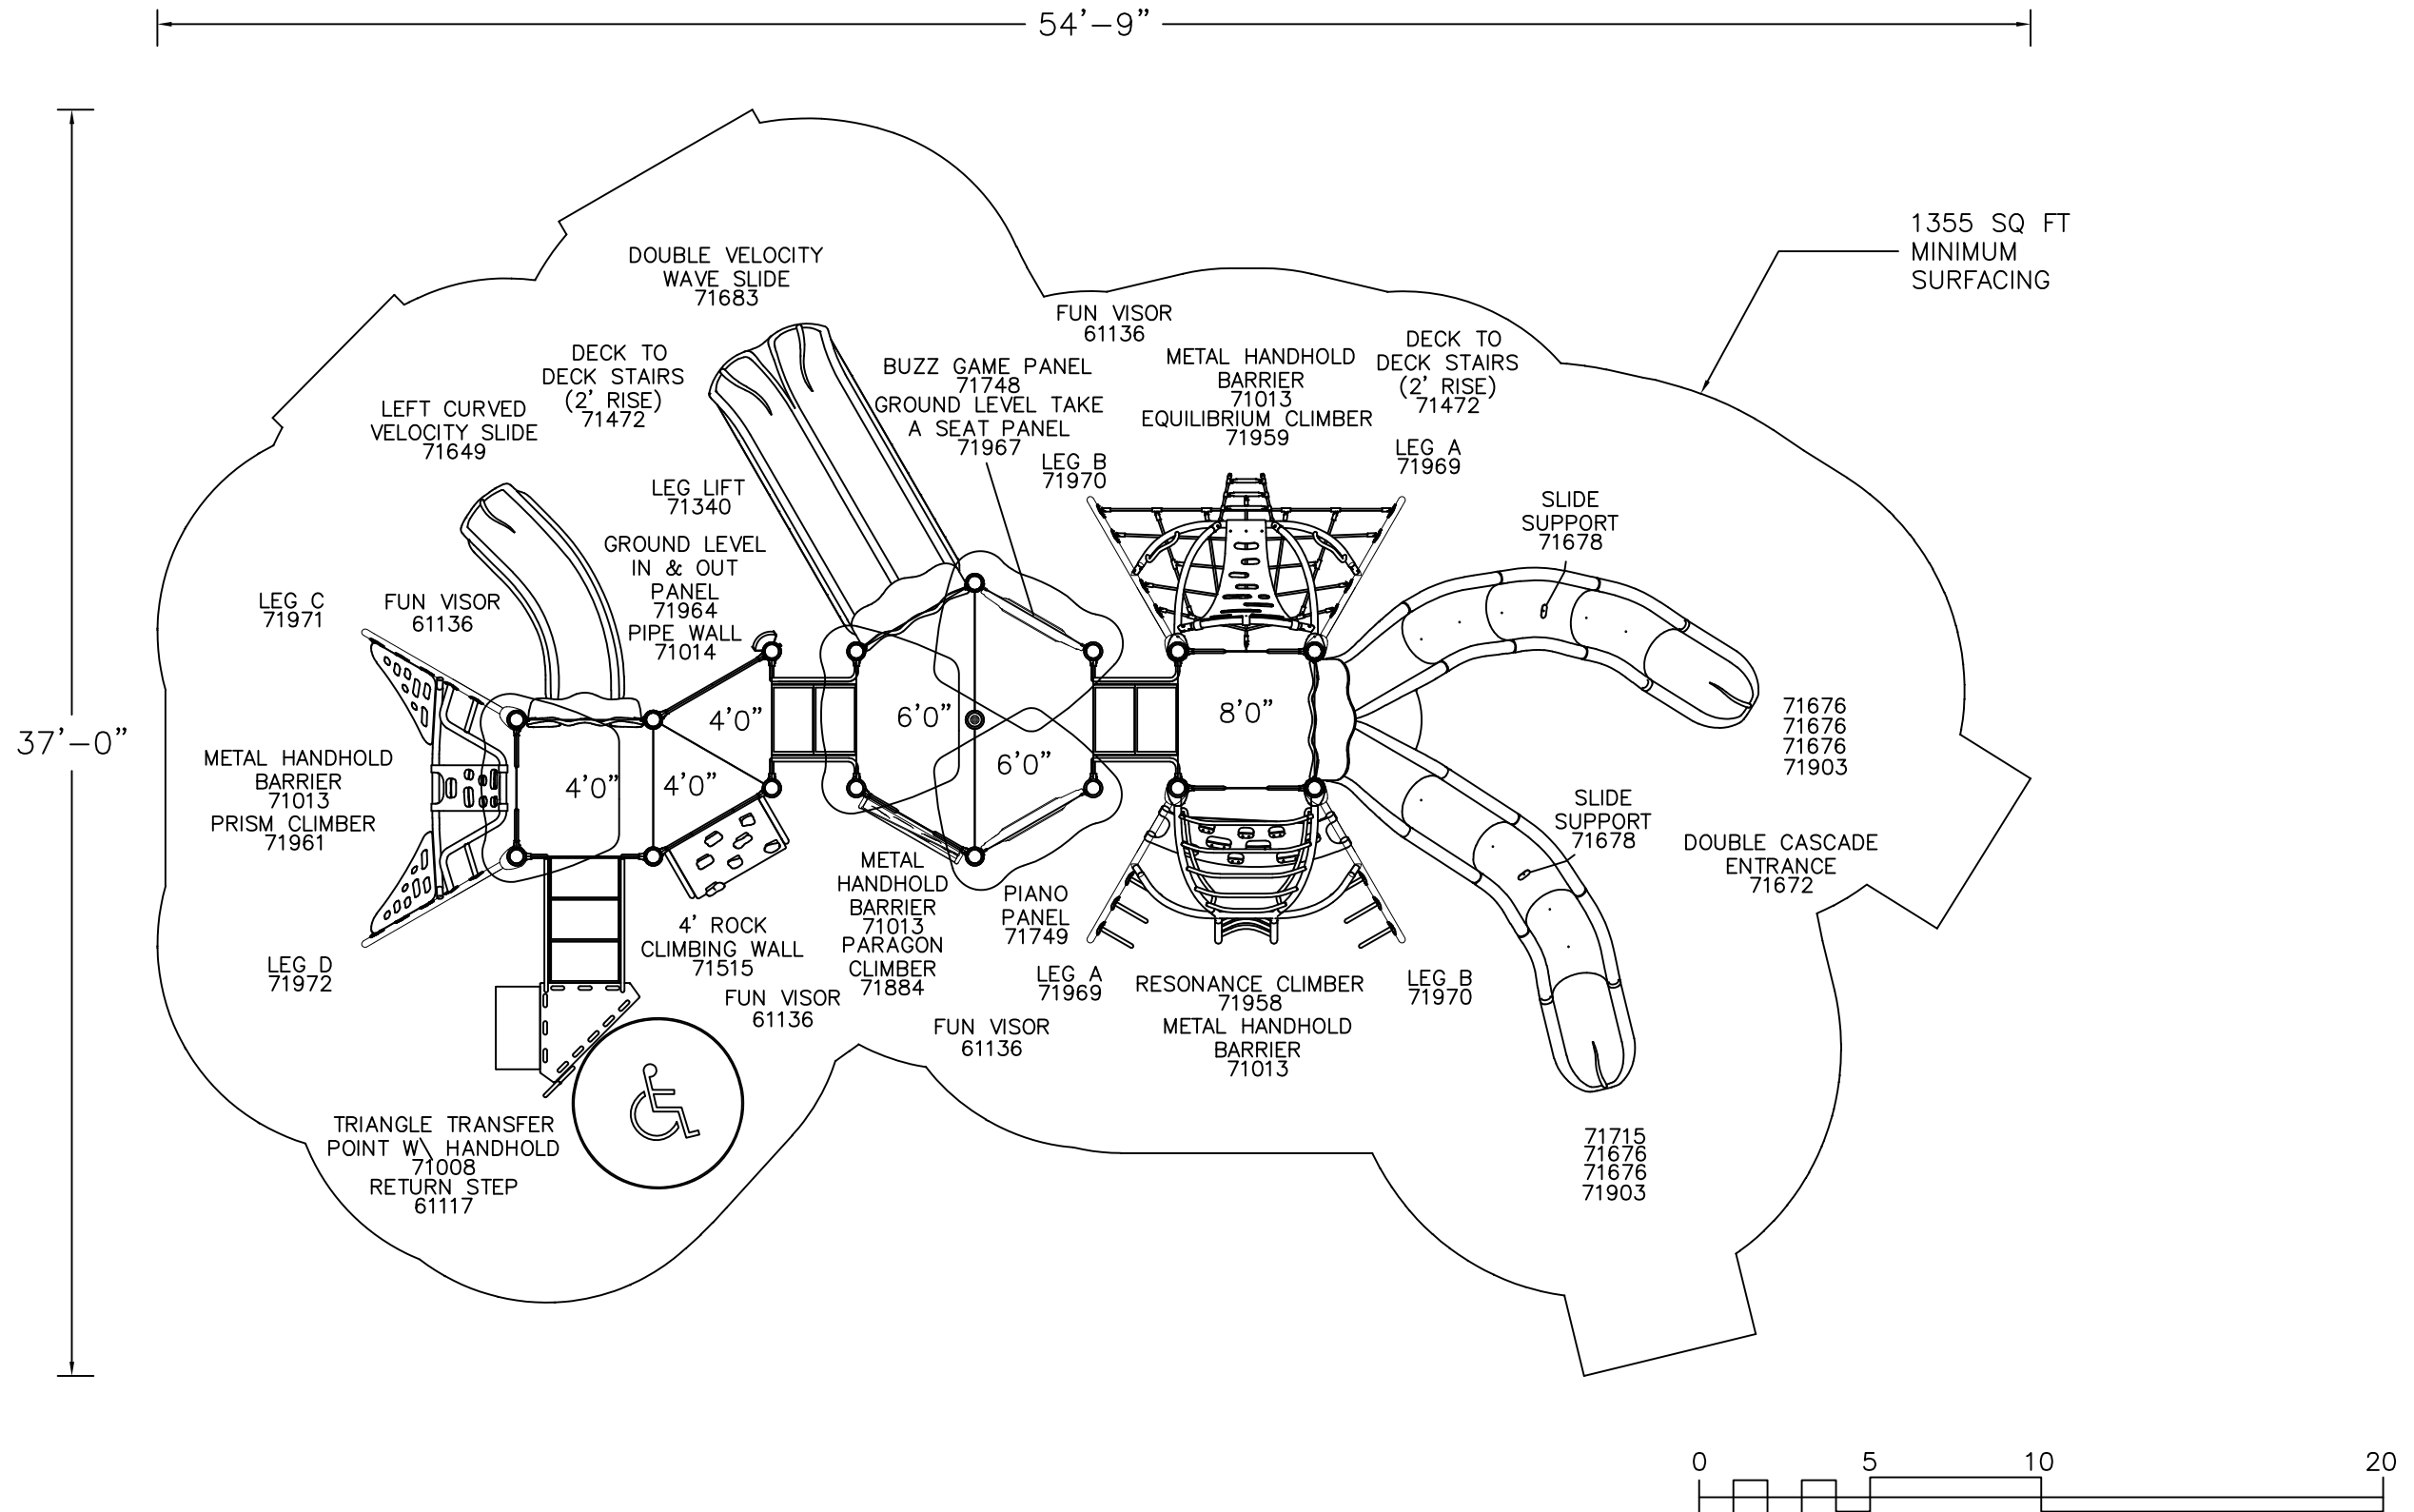 54'-9"
1355 SQ FT
MINIMUM
SURFACING
37'-0"
DOUBLE VELOCITY
WAVE SLIDE
71683
DECK TO
DECK STAIRS
(2' RISE)
71472
LEFT CURVED
VELOCITY SLIDE
71649
FUN VISOR
61136
BUZZ GAME PANEL
71748
GROUND LEVEL TAKE
A SEAT PANEL
71967
METAL HANDHOLD
BARRIER
71013
EQUILIBRIUM CLIMBER
71959
DECK TO
DECK STAIRS
(2' RISE)
71472
LEG B
71970
LEG A
71969
LEG LIFT
71340
GROUND LEVEL
IN & OUT
PANEL
71964
PIPE WALL
71014
SLIDE
SUPPORT
71678
LEG C
71971
FUN VISOR
61136
4'0"
4'0"
4'0"
6'0"
6'0"
8'0"
71676
71676
71676
71903
METAL HANDHOLD
BARRIER
71013
PRISM CLIMBER
71961
SLIDE
SUPPORT
71678
DOUBLE CASCADE
ENTRANCE
71672
LEG D
71972
4' ROCK
CLIMBING WALL
71515
FUN VISOR
61136
METAL
HANDHOLD
BARRIER
71013
PARAGON
CLIMBER
71884
PIANO
PANEL
71749
FUN VISOR
61136
LEG A
71969
RESONANCE CLIMBER
71958
METAL HANDHOLD
BARRIER
71013
LEG B
71970
TRIANGLE TRANSFER
POINT W\ HANDHOLD
71008
RETURN STEP
61117
71715
71676
71676
71903
0 5 10 20